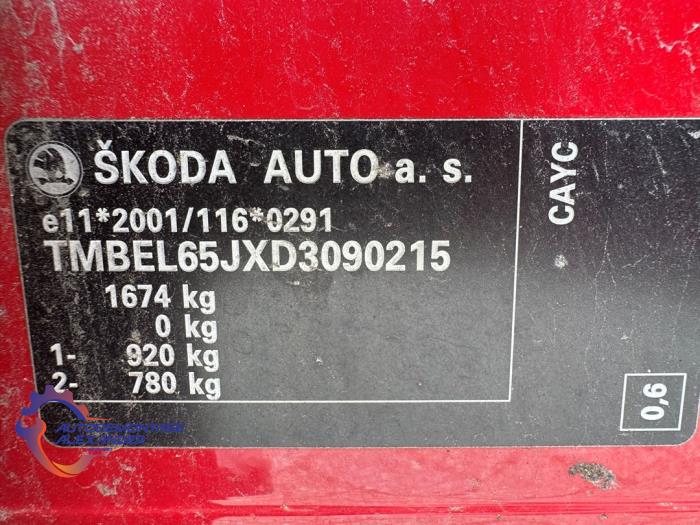 ŠKODA AUTO a. s.
e11*2001/116*0291
TMBEL65JXD3090215
1674 kg
0 kg
1- 920 kg
2- 780 kg
CAYC
0,6
AUTODEMONTAGE